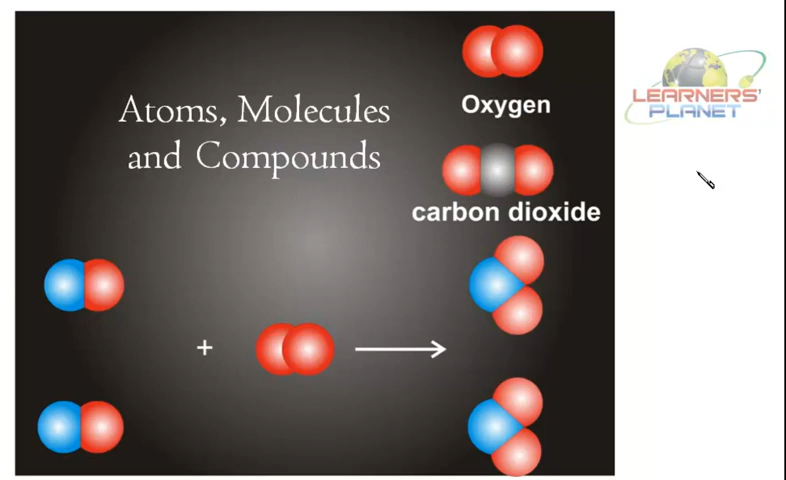 Atoms, Molecules
and Compounds
Oxygen
carbon dioxide
+
LEARNERS'
PLANET